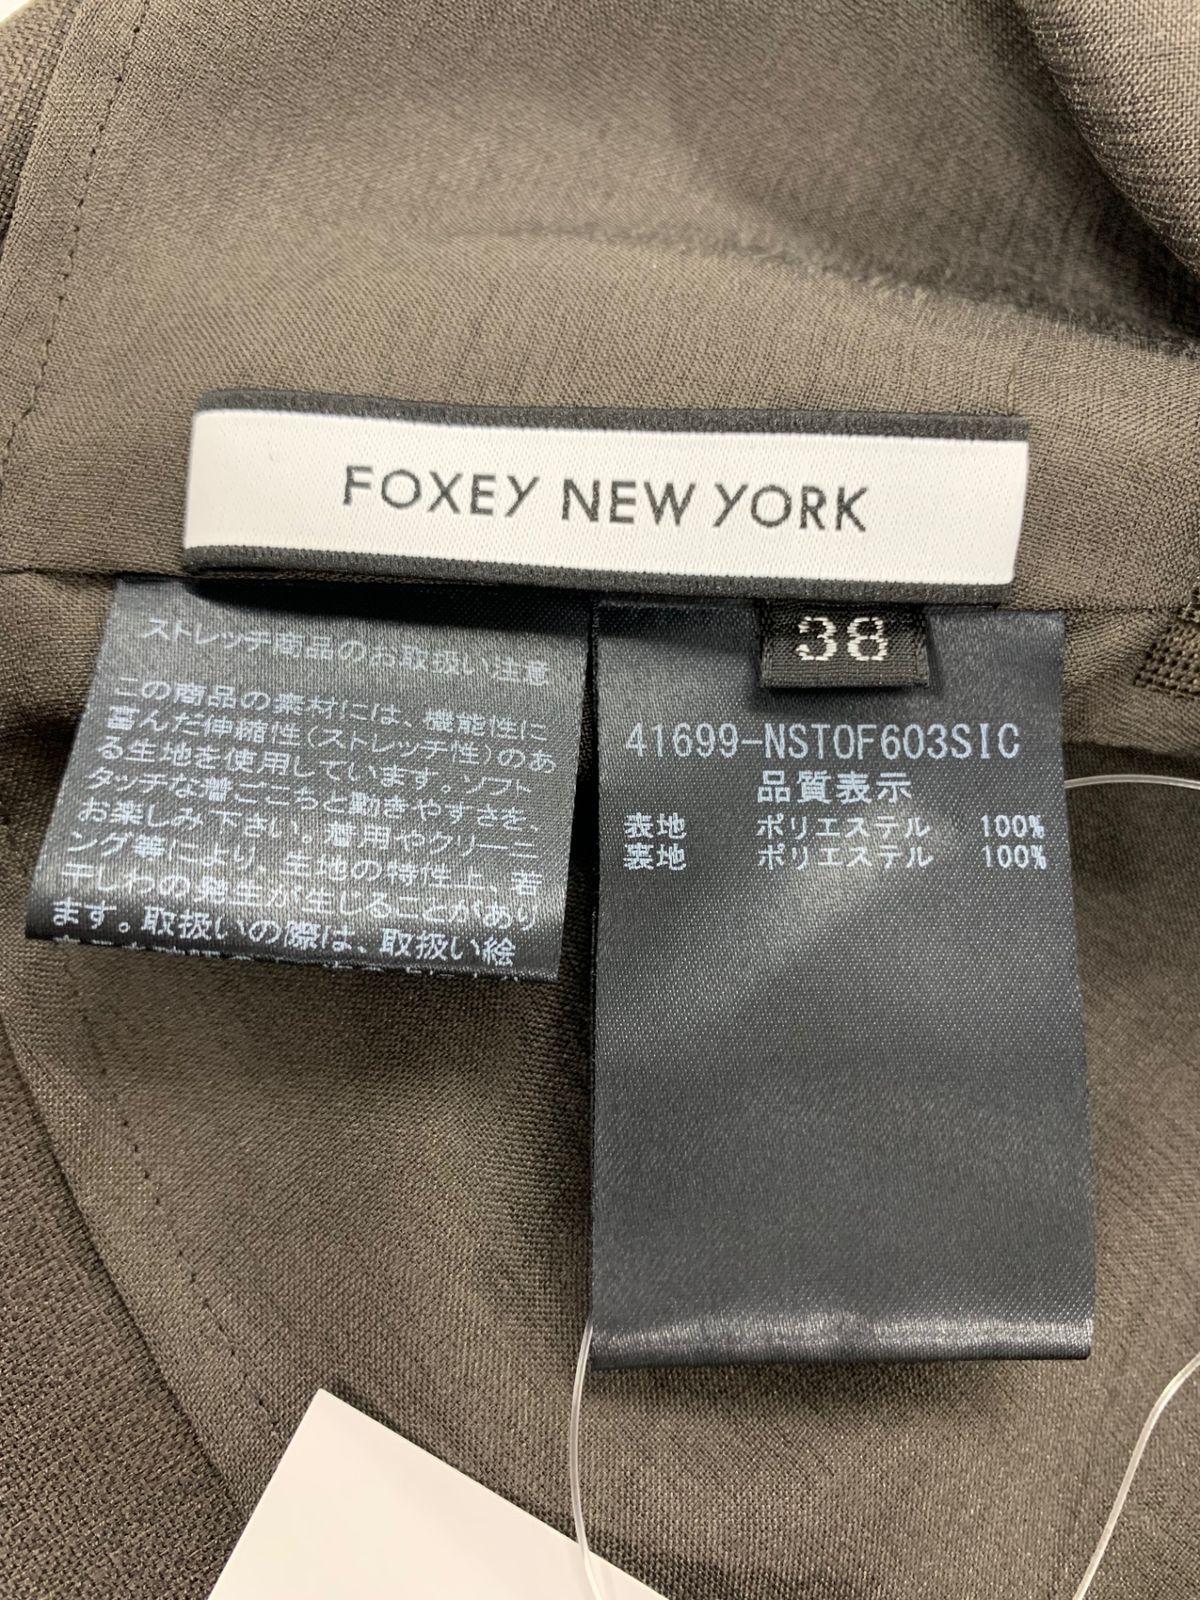 FOXEY NEW YORK
ストレッチ商品のお取扱い注意
この商品の素材には、機能性に
富んだ伸縮性(ストレッチ性)のあ
る生地を使用しています。ソフト
タッチな着ごこちと動きやすさを、
お楽しみ下さい。着用やクリーニ
ング等により、生地の特性上、若
干しわの発生が生じることがあり
ます。取扱いの際は、取扱い絵
38
41699-NSTOF603SIC
品質表示
表地 ポリエステル 100%
裏地 ポリエステル 100%